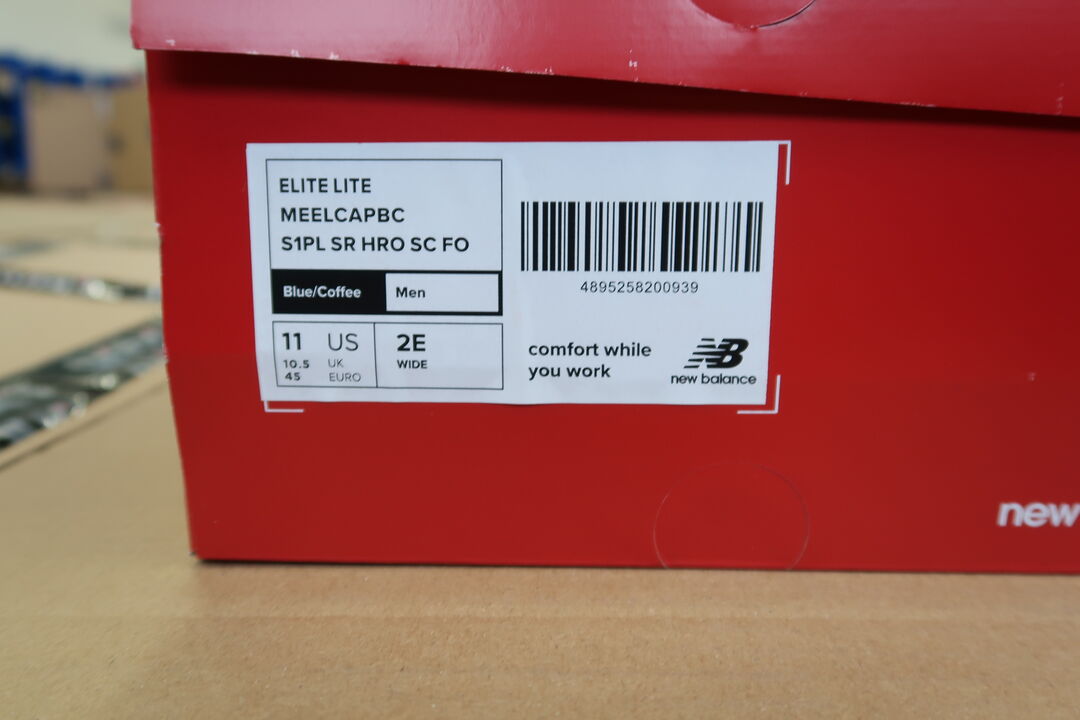 ELITE LITE
MEELCAPBC
S1PL SR HRO SC FO
Blue/Coffee Men
11 US
10.5 UK
45 EURO
2E
WIDE
4895258200939
comfort while
you work
NB
new balance
new